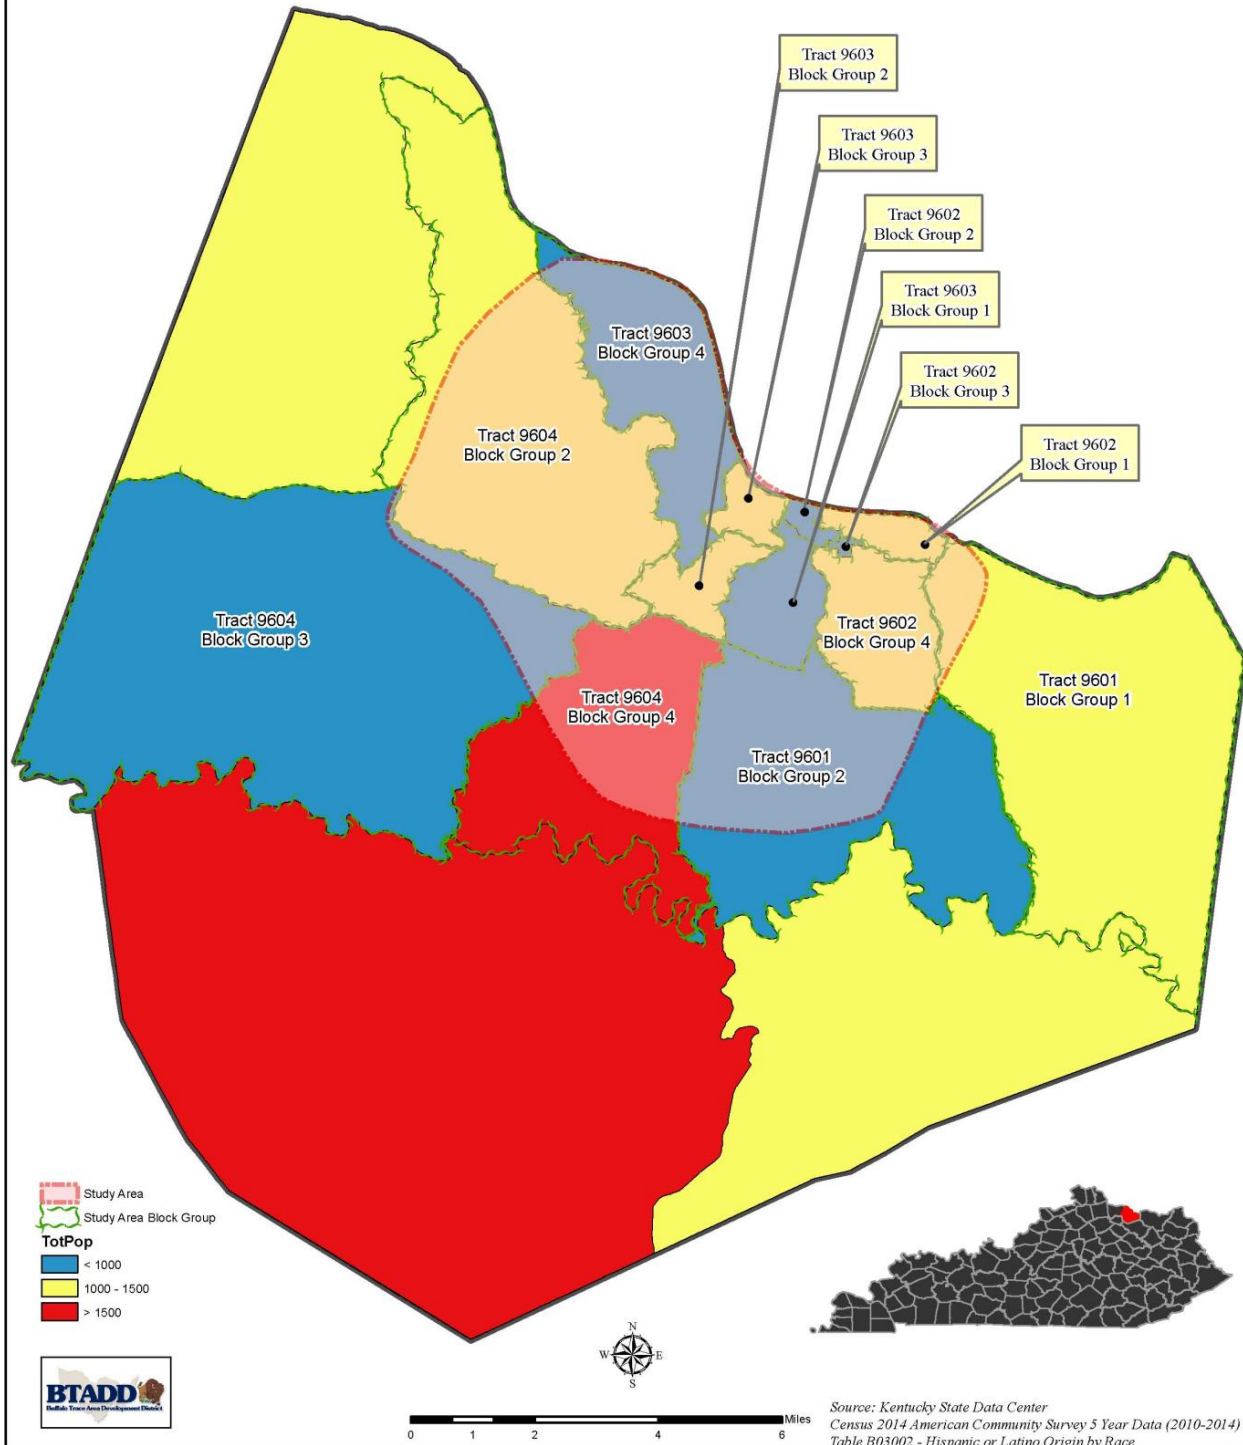 Tract 9603
Block Group 2
Tract 9603
Block Group 3
Tract 9602
Block Group 2
Tract 9603
Block Group 1
Tract 9602
Block Group 3
Tract 9602
Block Group 1
Tract 9603
Block Group 4
Tract 9604
Block Group 2
Tract 9604
Block Group 3
Tract 9602
Block Group 4
Tract 9601
Block Group 1
Tract 9604
Block Group 4
Tract 9601
Block Group 2
Study Area
Study Area Block Group
TotPop
< 1000
1000 - 1500
> 1500
N
W E
S
BTADD
Buffalo Trace Area Development District
Miles
0 1 2 4 6
Source: Kentucky State Data Center
Census 2014 American Community Survey 5 Year Data (2010-2014)
Table B03002 - Hispanic or Latino Origin by Race